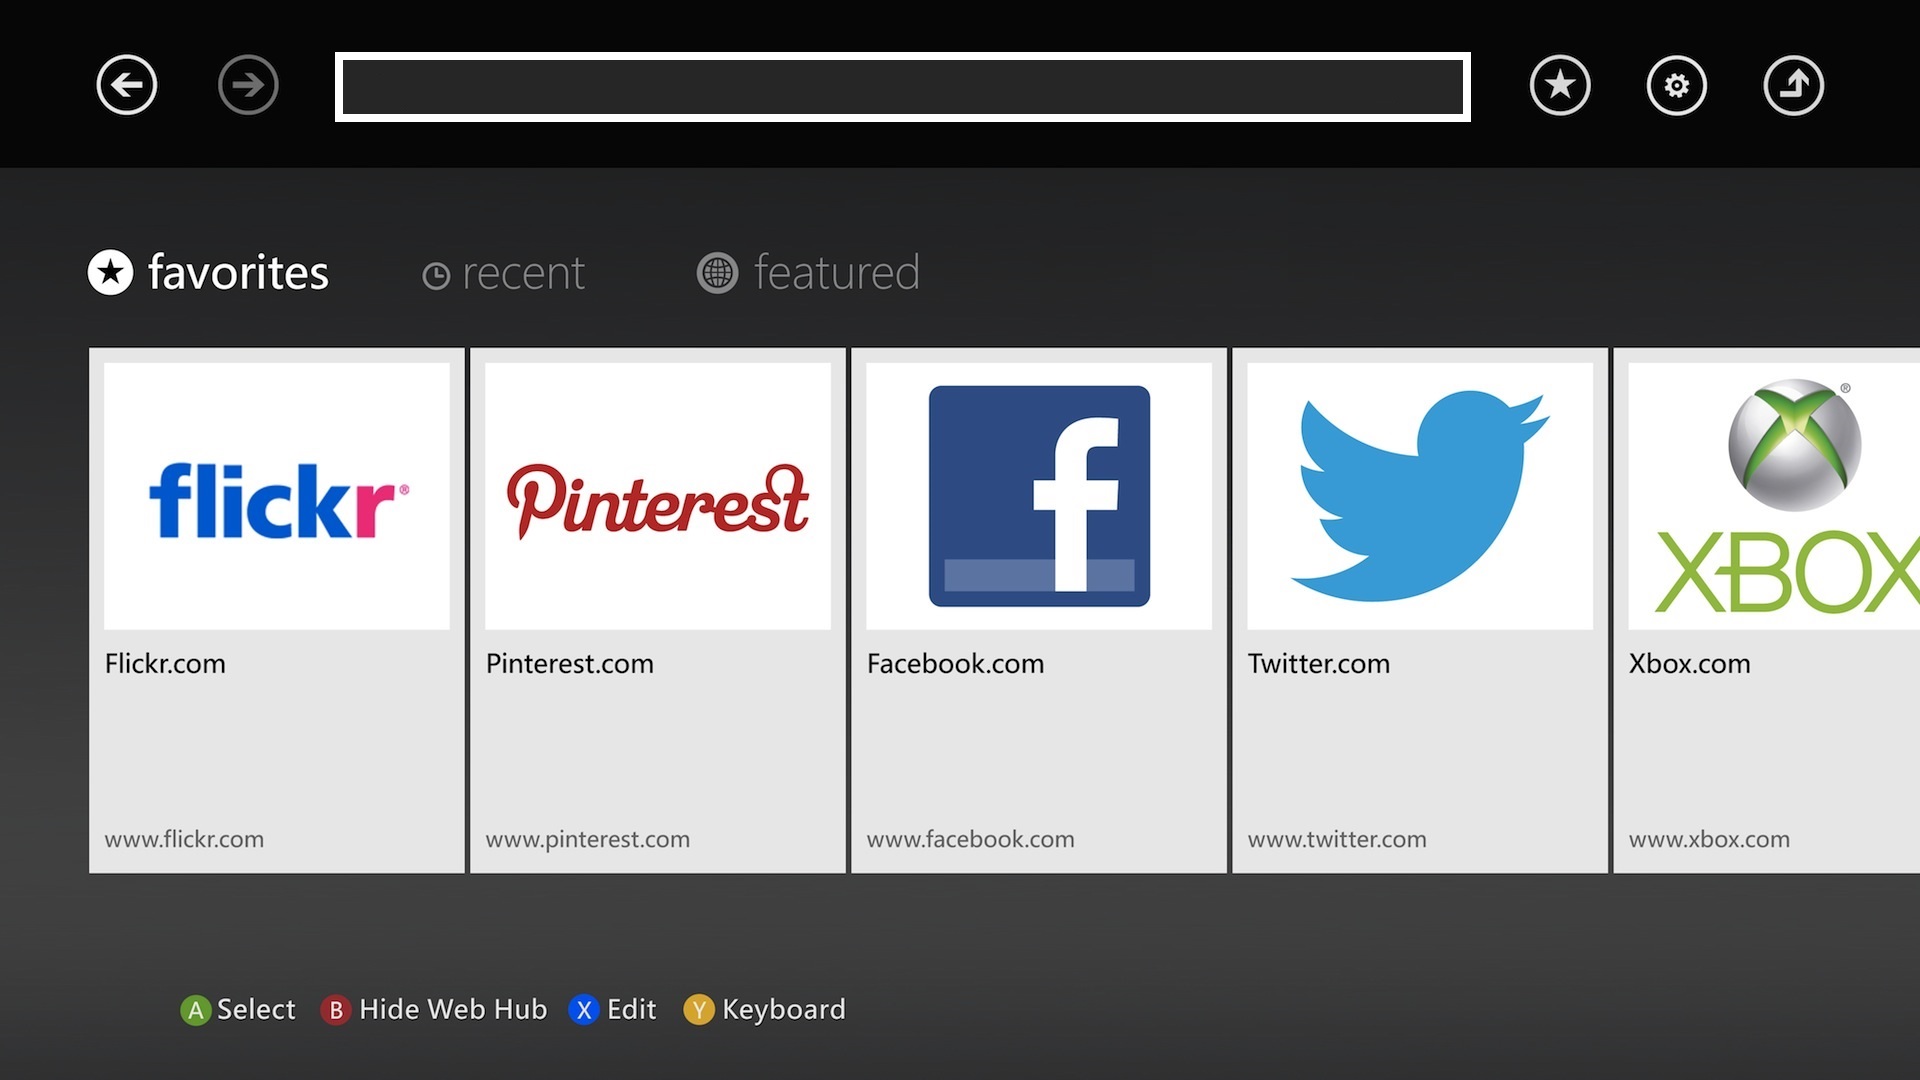 favorites recent featured
flickr®
Pinterest
f
®
XBOX
Flickr.com
Pinterest.com
Facebook.com
Twitter.com
Xbox.com
www.flickr.com
www.pinterest.com
www.facebook.com
www.twitter.com
www.xbox.com
A Select B Hide Web Hub X Edit Y Keyboard